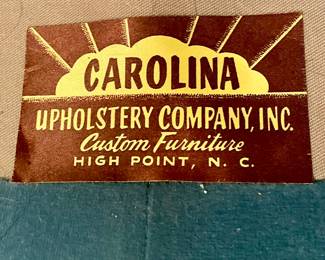 CAROLINA
UPHOLSTERY COMPANY, INC.
Custom Furniture
HIGH POINT, N. C.